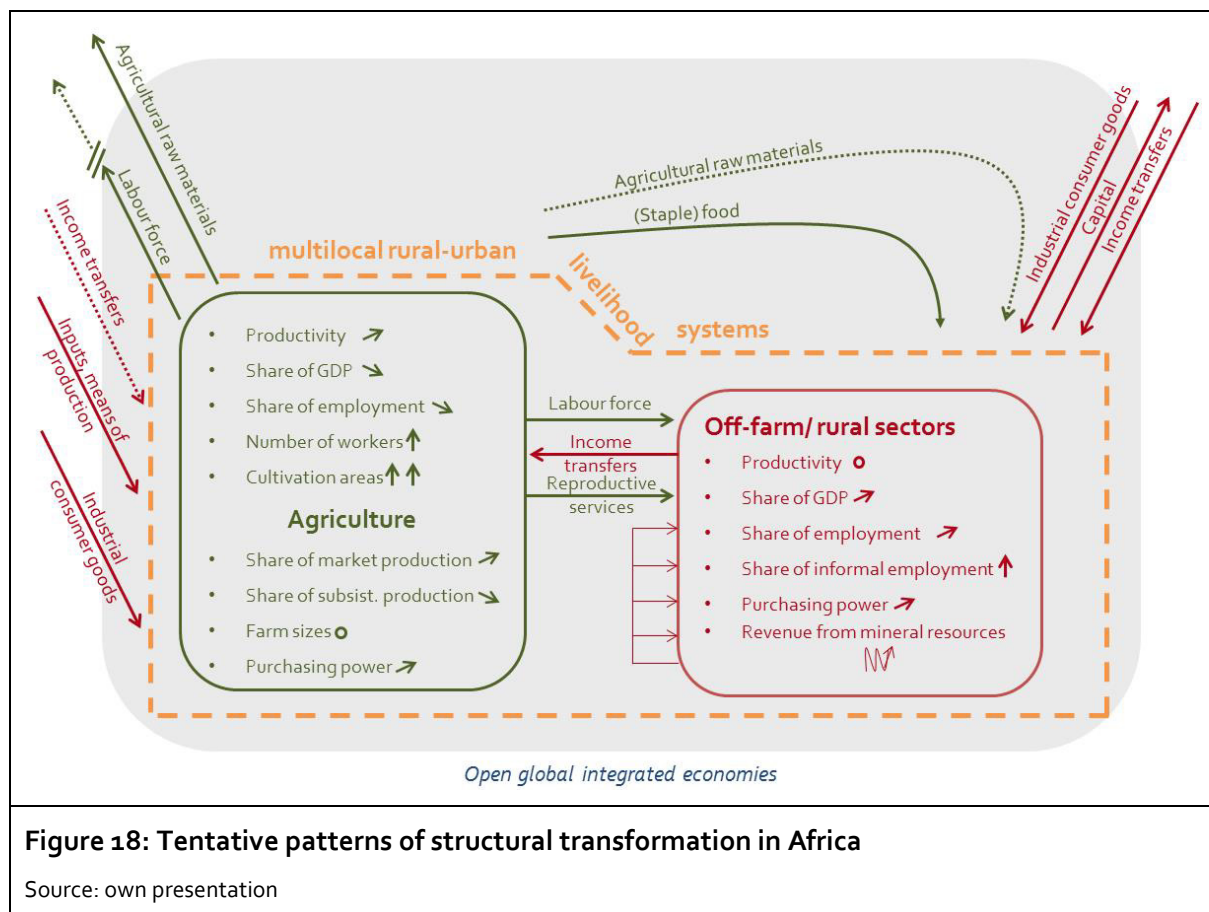 Agricultural raw materials
Labour force
Income transfers
Inputs, means of
production
Industrial
consumer goods
Agricultural raw materials
(Staple) food
Industrial consumer goods
Capital
Income transfers
multilocal rural-urban
livelihood
systems
• Productivity
• Share of GDP
• Share of employment
• Number of workers
• Cultivation areas
Agriculture
• Share of market production
• Share of subsist. production
• Farm sizes
• Purchasing power
Labour force
Income
transfers
Reproductive
services
Off-farm/ rural sectors
• Productivity
• Share of GDP
• Share of employment
• Share of informal employment
• Purchasing power
• Revenue from mineral resources
Open global integrated economies
Figure 18: Tentative patterns of structural transformation in Africa
Source: own presentation